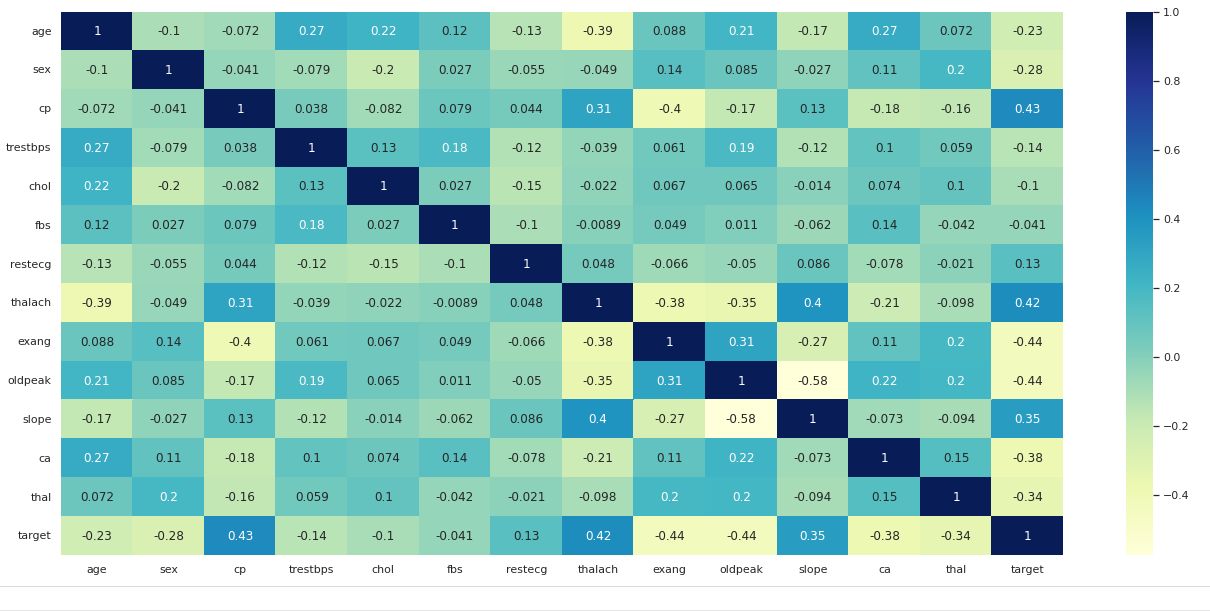 age 1 -0.1 -0.072 0.27 0.22 0.12 -0.13 -0.39 0.088 0.21 -0.17 0.27 0.072 -0.23
sex -0.1 1 -0.041 -0.079 -0.2 0.027 -0.055 -0.049 0.14 0.085 -0.027 0.11 0.2 -0.28
cp -0.072 -0.041 1 0.038 -0.082 0.079 0.044 0.31 -0.4 -0.17 0.13 -0.18 -0.16 0.43
trestbps 0.27 -0.079 0.038 1 0.13 0.18 -0.12 -0.039 0.061 0.19 -0.12 0.1 0.059 -0.14
chol 0.22 -0.2 -0.082 0.13 1 0.027 -0.15 -0.022 0.067 0.065 -0.014 0.074 0.1 -0.1
fbs 0.12 0.027 0.079 0.18 0.027 1 -0.1 -0.0089 0.049 0.011 -0.062 0.14 -0.042 -0.041
restecg -0.13 -0.055 0.044 -0.12 -0.15 -0.1 1 0.048 -0.066 -0.05 0.086 -0.078 -0.021 0.13
thalach -0.39 -0.049 0.31 -0.039 -0.022 -0.0089 0.048 1 -0.38 -0.35 0.4 -0.21 -0.098 0.42
exang 0.088 0.14 -0.4 0.061 0.067 0.049 -0.066 -0.38 1 0.31 -0.27 0.11 0.2 -0.44
oldpeak 0.21 0.085 -0.17 0.19 0.065 0.011 -0.05 -0.35 0.31 1 -0.58 0.22 0.2 -0.44
slope -0.17 -0.027 0.13 -0.12 -0.014 -0.062 0.086 0.4 -0.27 -0.58 1 -0.073 -0.094 0.35
ca 0.27 0.11 -0.18 0.1 0.074 0.14 -0.078 -0.21 0.11 0.22 -0.073 1 0.15 -0.38
thal 0.072 0.2 -0.16 0.059 0.1 -0.042 -0.021 -0.098 0.2 0.2 -0.094 0.15 1 -0.34
target -0.23 -0.28 0.43 -0.14 -0.1 -0.041 0.13 0.42 -0.44 -0.44 0.35 -0.38 -0.34 1
age sex cp trestbps chol fbs restecg thalach exang oldpeak slope ca thal target
1.0
0.8
0.6
0.4
0.2
0.0
−0.2
−0.4